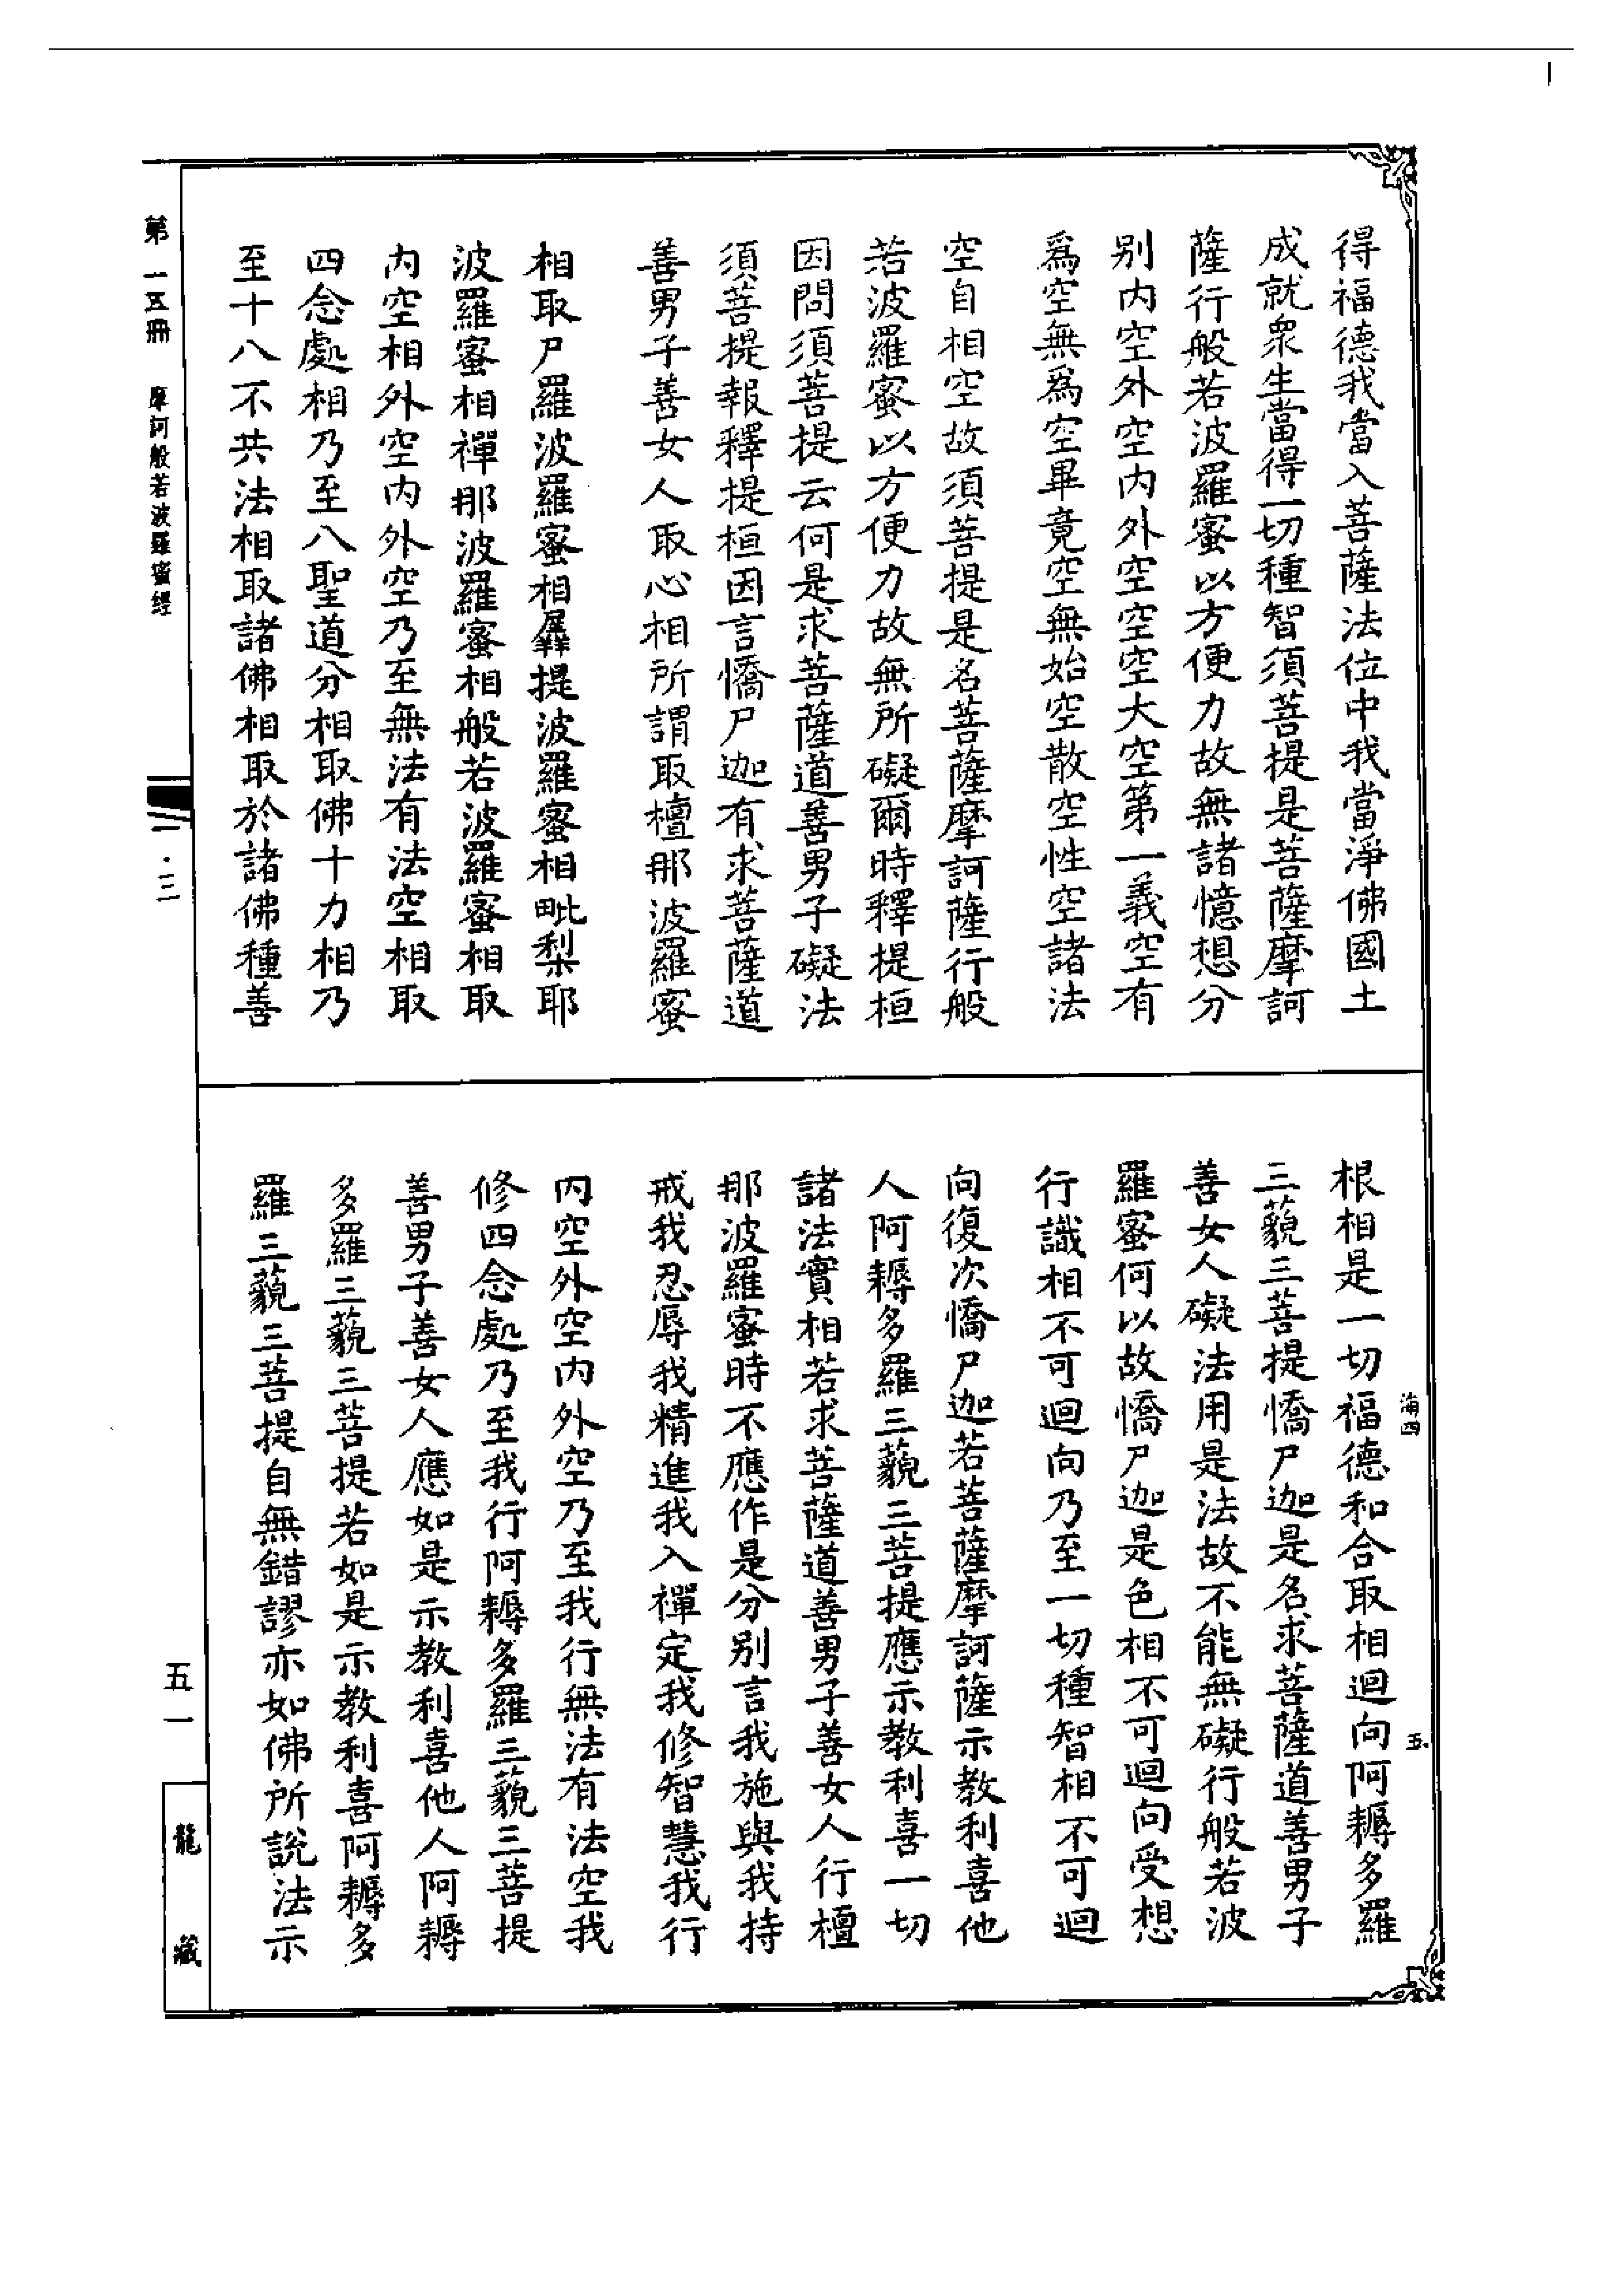 得福德我當入菩薩法位中我當淨佛國土
成就衆生當得一切種智須菩提是菩薩摩訶
薩行般若波羅蜜以方便力故無諸憶想分
别内空外空内外空空空大空第一義空有
爲空無爲空畢竟空無始空散空性空諸法
空自相空故須菩提是名菩薩摩訶薩行般
若波羅蜜以方便力故無所礙爾時釋提桓
因問須菩提云何是求菩薩道善男子礙法
須菩提報釋提桓因言憍尸迦有求菩薩道
善男子善女人取心相所謂取檀那波羅蜜
相取尸羅波羅蜜相羼提波羅蜜相毗梨耶
波羅蜜相禪那波羅蜜相般若波羅蜜相取
内空相外空内外空乃至無法有法空相取
四念處相乃至八聖道分相取佛十力相乃
至十八不共法相取諸佛相取於諸佛種善
根相是一切福德和合取相迴向阿耨多羅
三藐三菩提憍尸迦是名求菩薩道善男子
善女人礙法用是法故不能無礙行般若波
羅蜜何以故憍尸迦是色相不可迴向受想
行識相不可迴向乃至一切種智相不可迴
向復次憍尸迦若菩薩摩訶薩示教利喜他
人阿耨多羅三藐三菩提應示教利喜一切
諸法實相若求菩薩道善男子善女人行檀
那波羅蜜時不應作是分别言我施與我持
戒我忍辱我精進我入禪定我修智慧我行
内空外空内外空乃至我行無法有法空我
修四念處乃至我行阿耨多羅三藐三菩提
善男子善女人應如是示教利喜他人阿耨
多羅三藐三菩提若如是示教利喜阿耨多
羅三藐三菩提自無錯謬亦如佛所說法示
海四
五
第一五冊 摩訶般若波羅蜜經
一·三
五一
龍藏